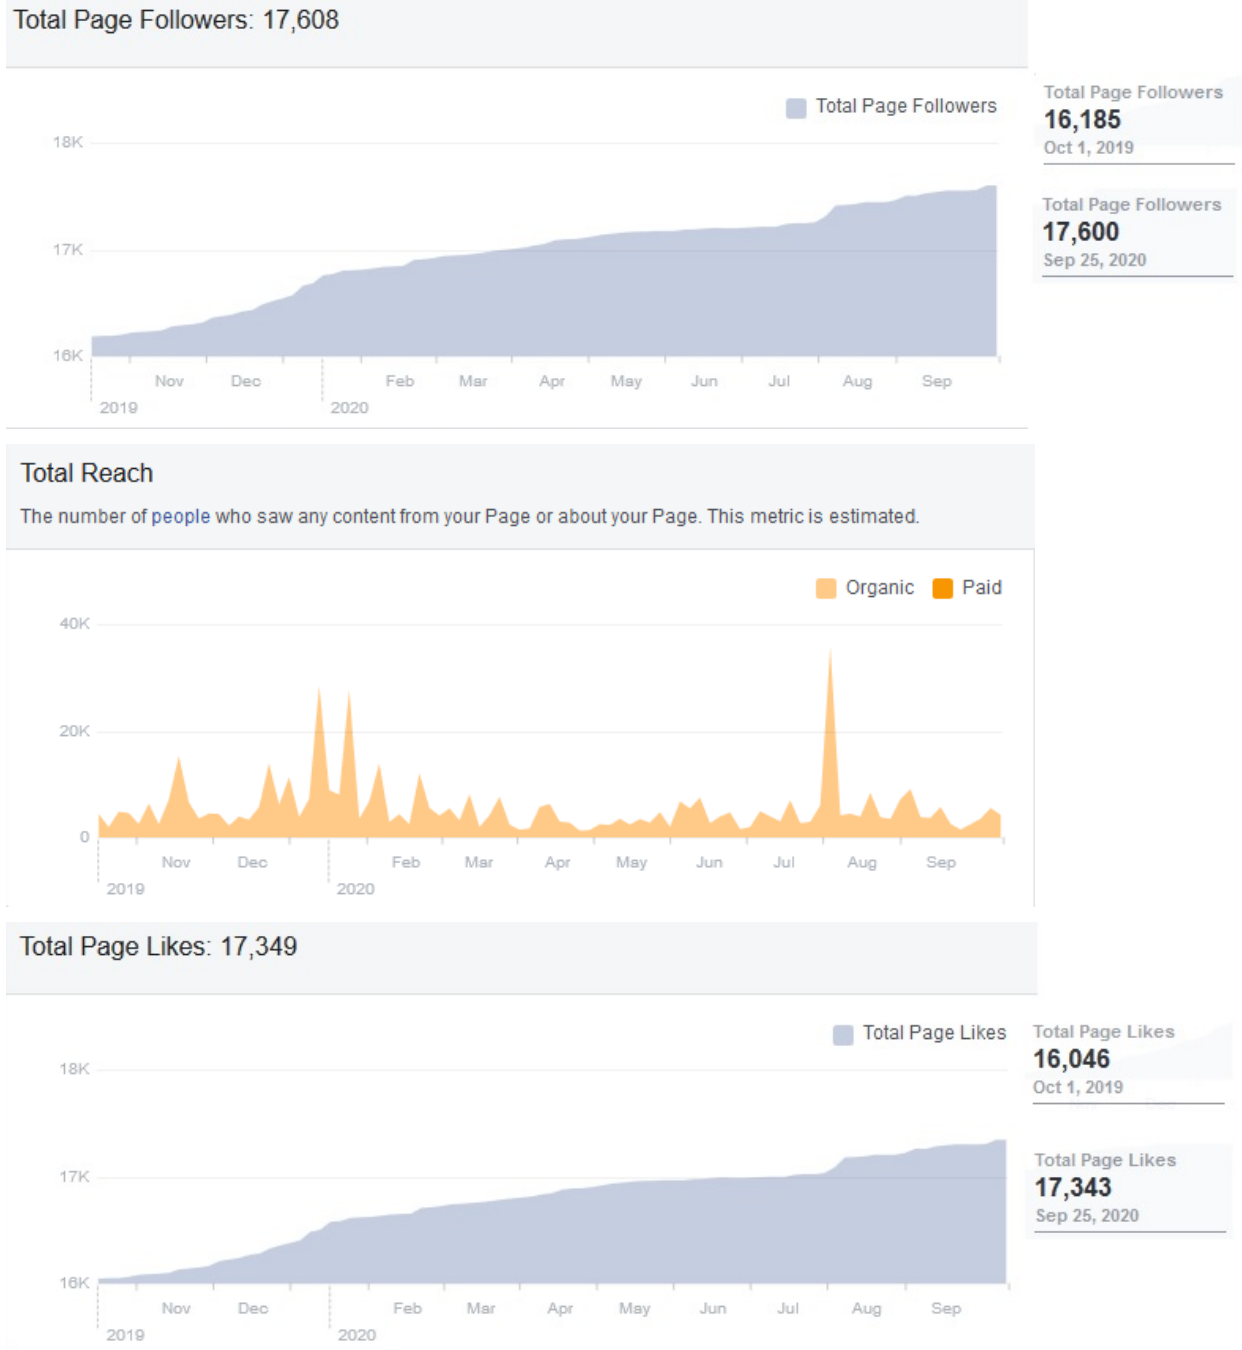 Total Page Followers: 17,608
Total Page Followers
18K
17K
16K
Nov Dec Feb Mar Apr May Jun Jul Aug Sep
2019 2020
Total Page Followers
16,185
Oct 1, 2019
Total Page Followers
17,600
Sep 25, 2020
Total Reach
The number of people who saw any content from your Page or about your Page. This metric is estimated.
Organic Paid
40K
20K
0
Nov Dec Feb Mar Apr May Jun Jul Aug Sep
2019 2020
Total Page Likes: 17,349
Total Page Likes
18K
17K
16K
Nov Dec Feb Mar Apr May Jun Jul Aug Sep
2019 2020
Total Page Likes
16,046
Oct 1, 2019
Total Page Likes
17,343
Sep 25, 2020